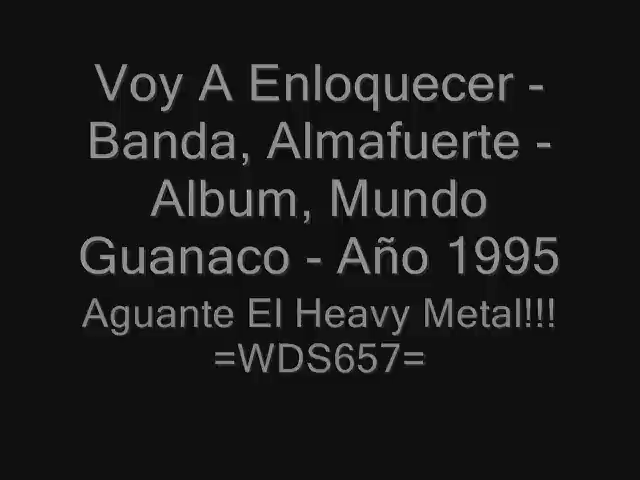 Voy A Enloquecer -
Banda, Almafuerte -
Album, Mundo
Guanaco - Año 1995
Aguante El Heavy Metal!!!
=WDS657=